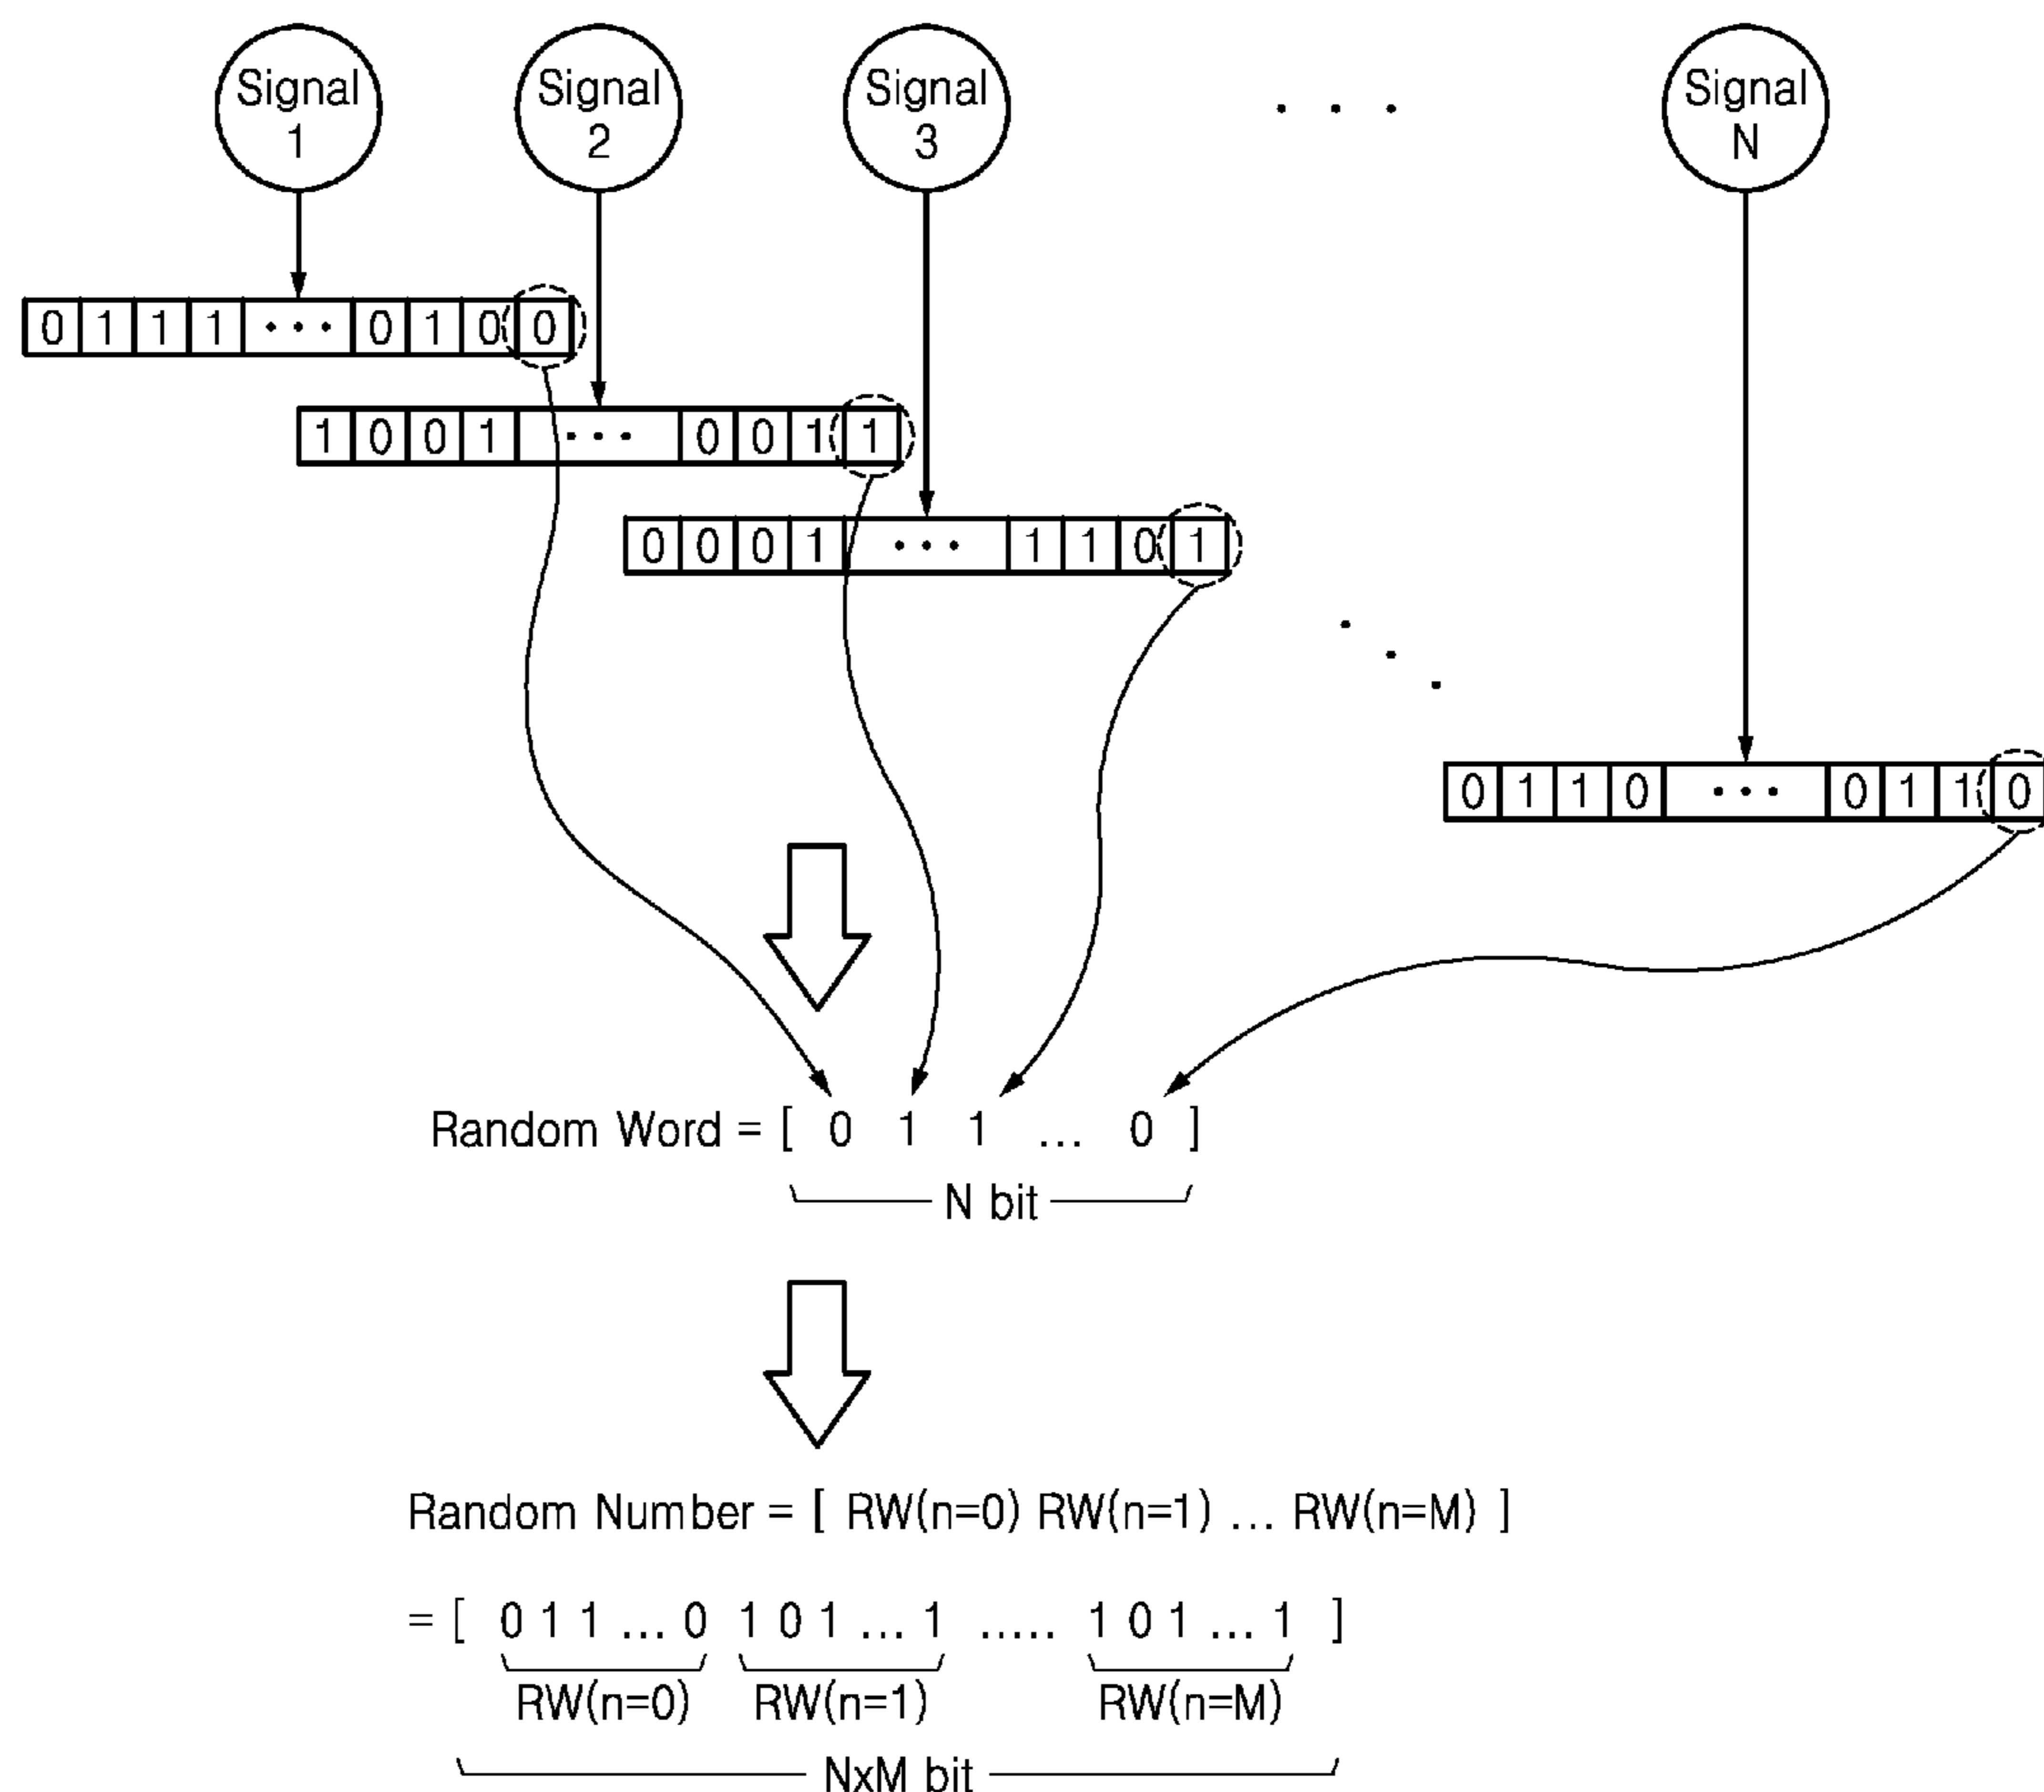 Signal 1
Signal 2
Signal 3
. . .
Signal N
0 1 1 1 ... 0 1 0 0
1 0 0 1 ... 0 0 1 1
0 0 0 1 ... 1 1 0 1
0 1 1 0 ... 0 1 1 0
Random Word = [ 0 1 1 ... 0 ]
N bit
Random Number = [ RW(n=0) RW(n=1) ... RW(n=M) ]
= [ 0 1 1 ... 0 1 0 1 ... 1 ..... 1 0 1 ... 1 ]
RW(n=0) RW(n=1) RW(n=M)
NxM bit